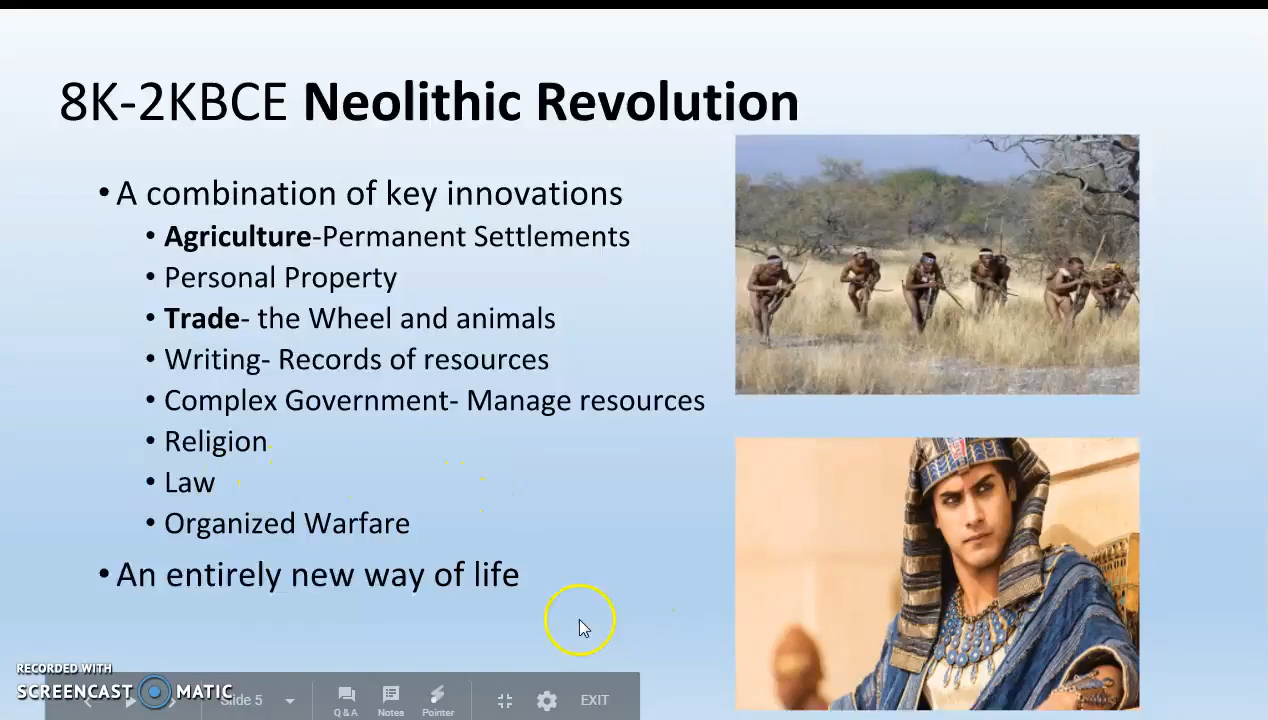 8K-2KBCE Neolithic Revolution
• A combination of key innovations
• Agriculture-Permanent Settlements
• Personal Property
• Trade- the Wheel and animals
• Writing- Records of resources
• Complex Government- Manage resources
• Religion
• Law
• Organized Warfare
• An entirely new way of life
RECORDED WITH
SCREENCAST MATIC
Slide 5
Q & A
Notes
Pointer
EXIT